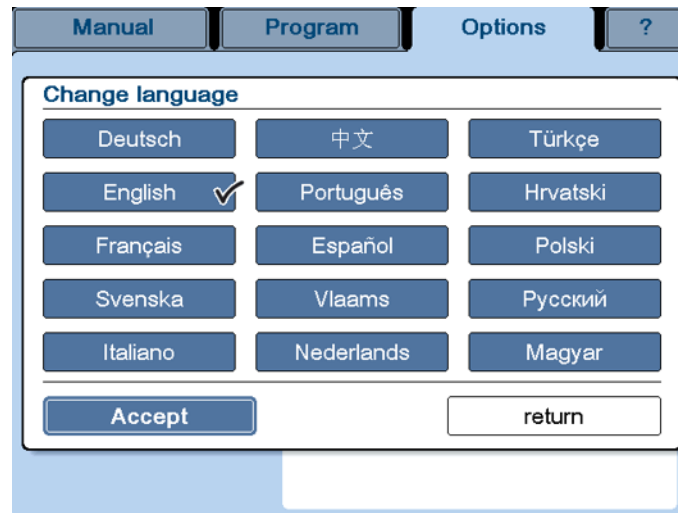 Manual Program Options ?
Change language
Deutsch 中文 Türkçe
English Português Hrvatski
Français Español Polski
Svenska Vlaams Русский
Italiano Nederlands Magyar
Accept return